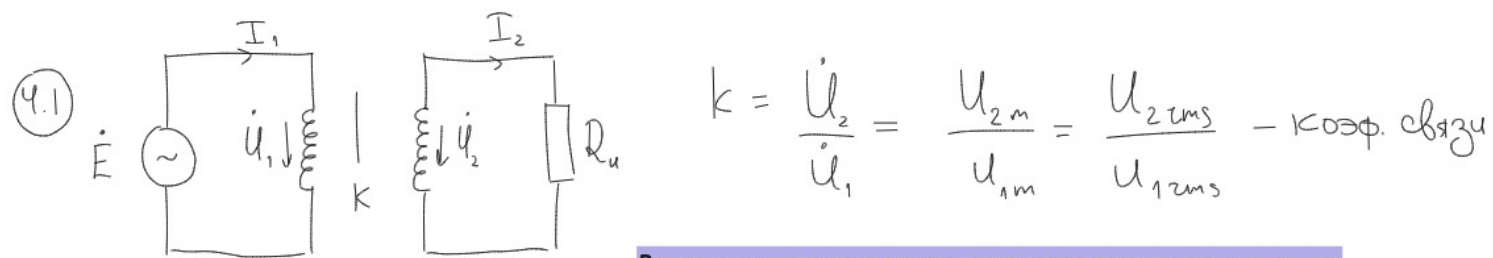 4.1
I₁
I₂
Ė
U̇₁
k
U̇₂
Rн
k = U̇₂ / U̇₁ = U₂m / U₁m = U₂rms / U₁rms – коэф. связи